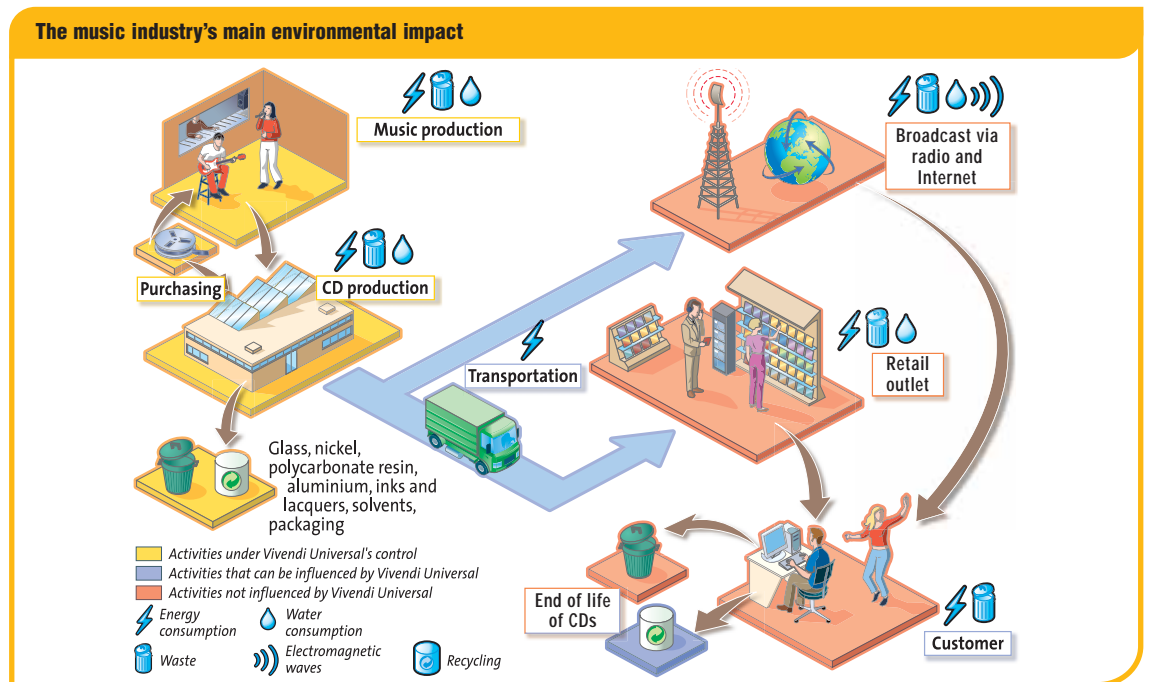 The music industry's main environmental impact
Music production
Broadcast via
radio and
Internet
Purchasing
CD production
Transportation
Retail
outlet
Glass, nickel,
polycarbonate resin,
aluminium, inks and
lacquers, solvents,
packaging
Activities under Vivendi Universal's control
Activities that can be influenced by Vivendi Universal
Activities not influenced by Vivendi Universal
Energy
consumption
Water
consumption
Waste
Electromagnetic
waves
Recycling
End of life
of CDs
Customer